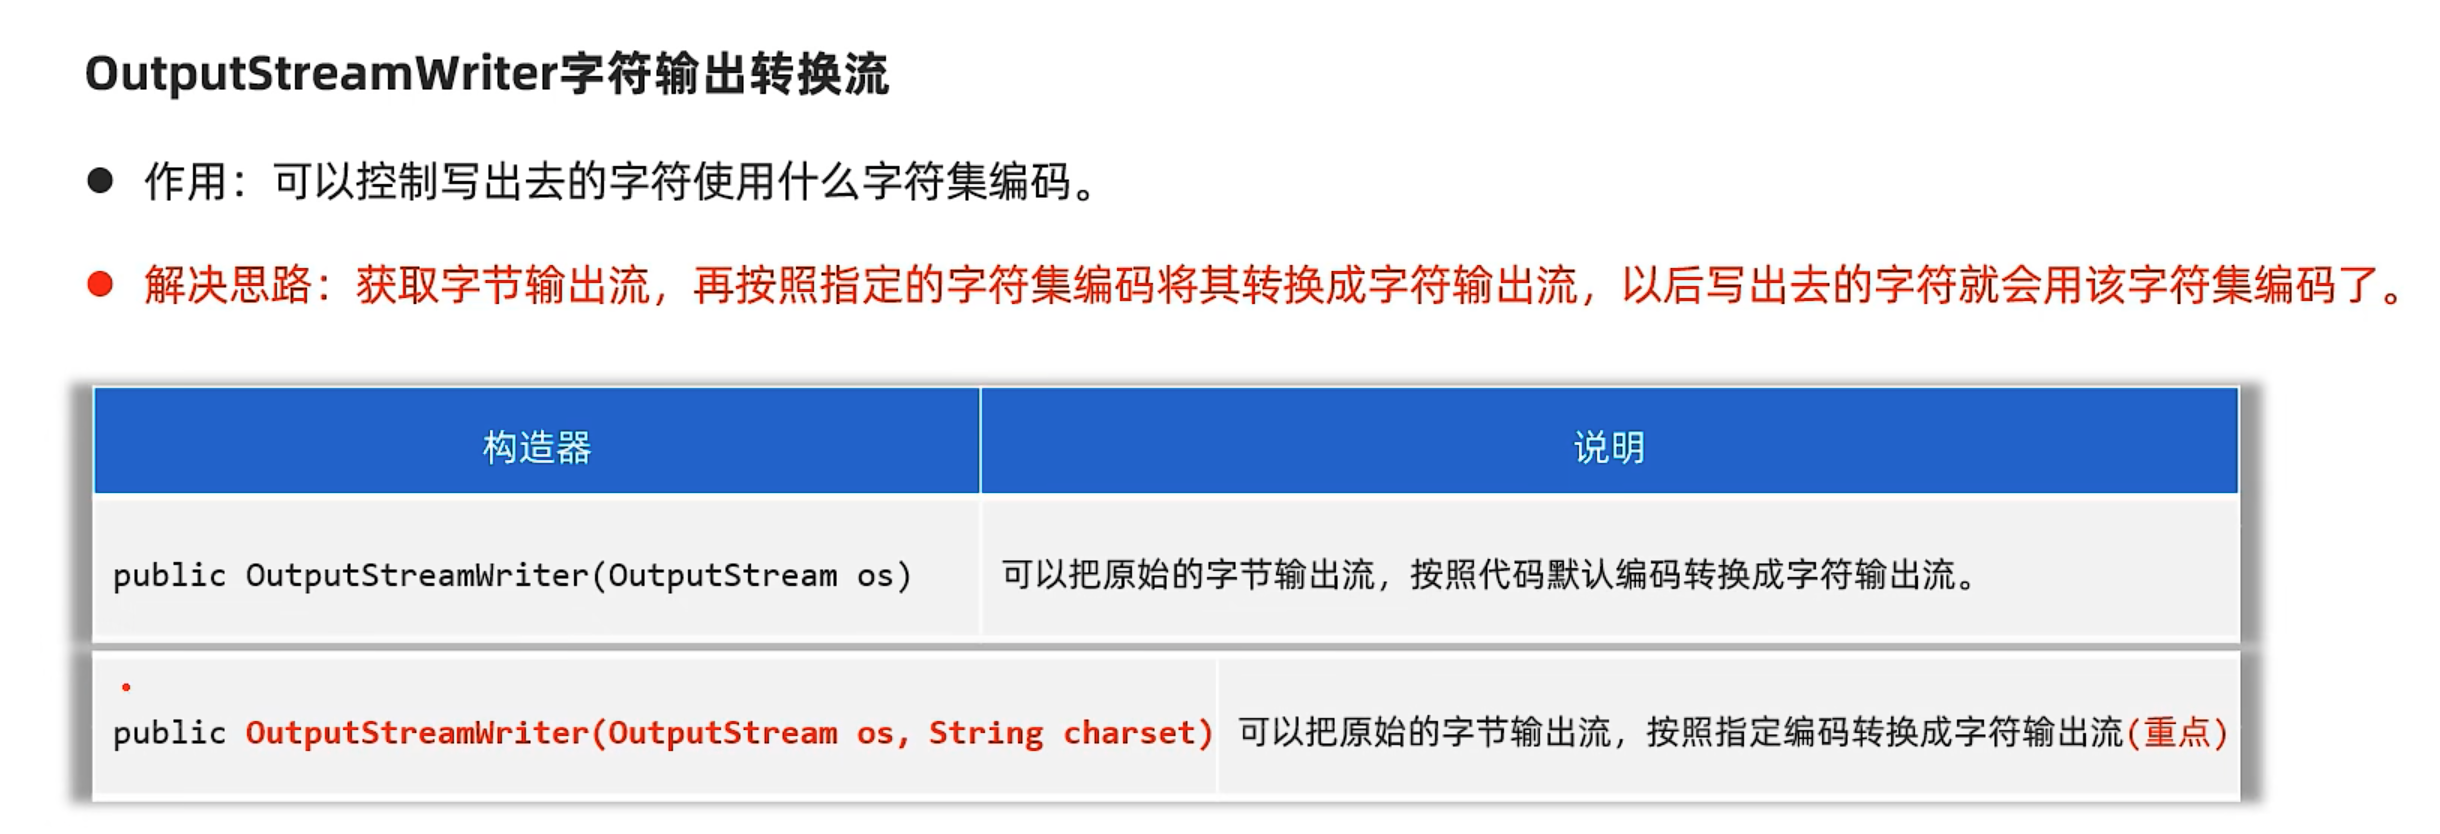 OutputStreamWriter字符输出转换流
● 作用：可以控制写出去的字符使用什么字符集编码。
● 解决思路：获取字节输出流，再按照指定的字符集编码将其转换成字符输出流，以后写出去的字符就会用该字符集编码了。
构造器 说明
public OutputStreamWriter(OutputStream os) 可以把原始的字节输出流，按照代码默认编码转换成字符输出流。
public OutputStreamWriter(OutputStream os, String charset) 可以把原始的字节输出流，按照指定编码转换成字符输出流(重点)